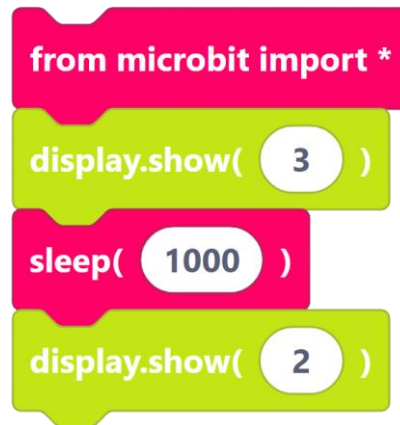 from microbit import *
display.show( 3 )
sleep( 1000 )
display.show( 2 )